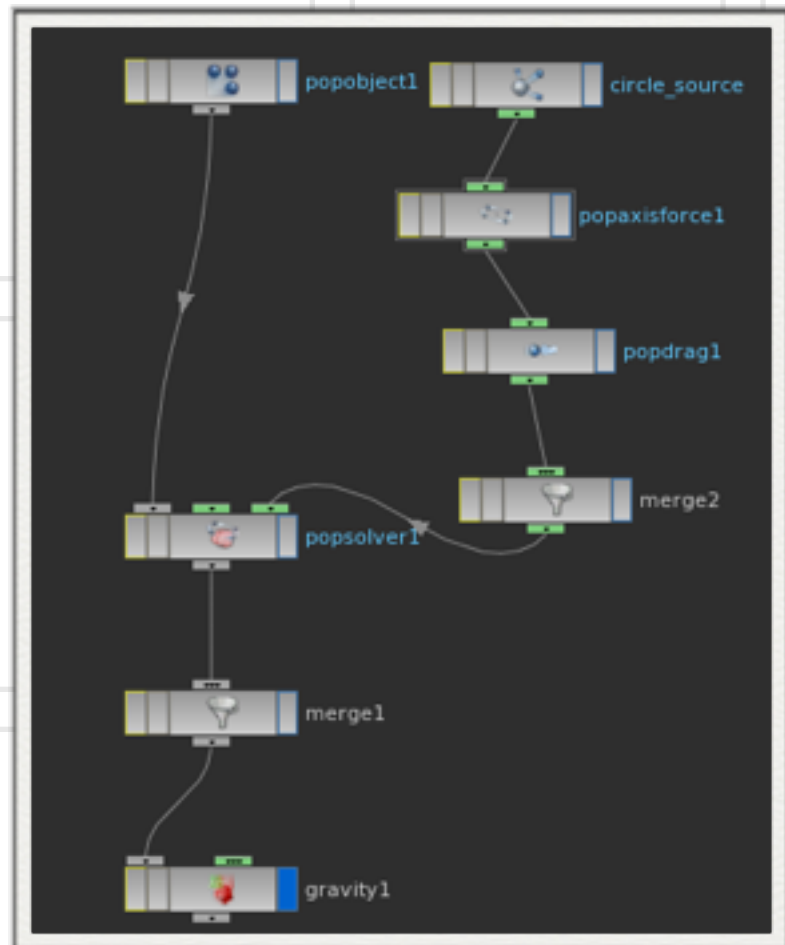 popobject1
circle_source
popaxisforce1
popdrag1
merge2
popsolver1
merge1
gravity1